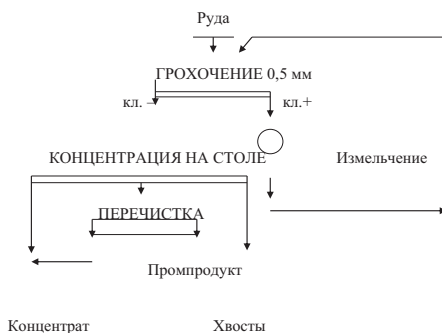 Руда
ГРОХОЧЕНИЕ 0,5 мм
кл. –
кл.+
КОНЦЕНТРАЦИЯ НА СТОЛЕ
Измельчение
ПЕРЕЧИСТКА
Промпродукт
Концентрат
Хвосты